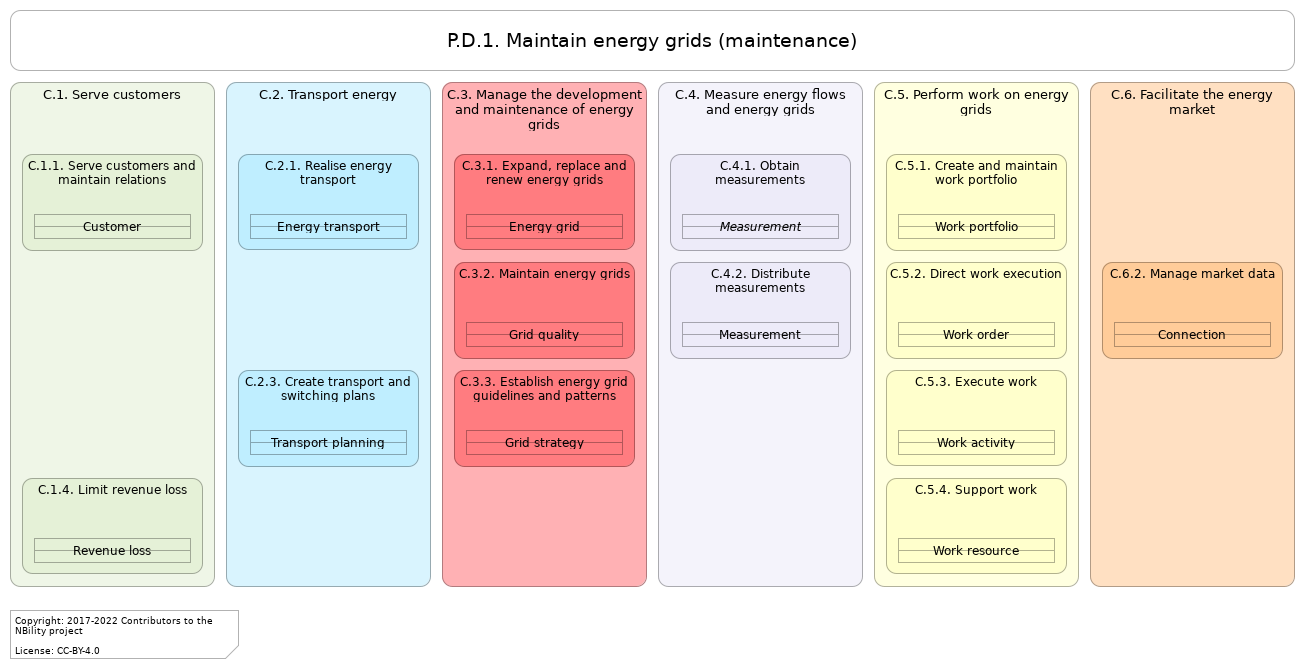 P.D.1. Maintain energy grids (maintenance)
C.1. Serve customers
C.1.1. Serve customers and
maintain relations
Customer
C.1.4. Limit revenue loss
Revenue loss
C.2. Transport energy
C.2.1. Realise energy
transport
Energy transport
C.2.3. Create transport and
switching plans
Transport planning
C.3. Manage the development
and maintenance of energy
grids
C.3.1. Expand, replace and
renew energy grids
Energy grid
C.3.2. Maintain energy grids
Grid quality
C.3.3. Establish energy grid
guidelines and patterns
Grid strategy
C.4. Measure energy flows
and energy grids
C.4.1. Obtain
measurements
Measurement
C.4.2. Distribute
measurements
Measurement
C.5. Perform work on energy
grids
C.5.1. Create and maintain
work portfolio
Work portfolio
C.5.2. Direct work execution
Work order
C.5.3. Execute work
Work activity
C.5.4. Support work
Work resource
C.6. Facilitate the energy
market
C.6.2. Manage market data
Connection
Copyright: 2017-2022 Contributors to the
NBility project
License: CC-BY-4.0